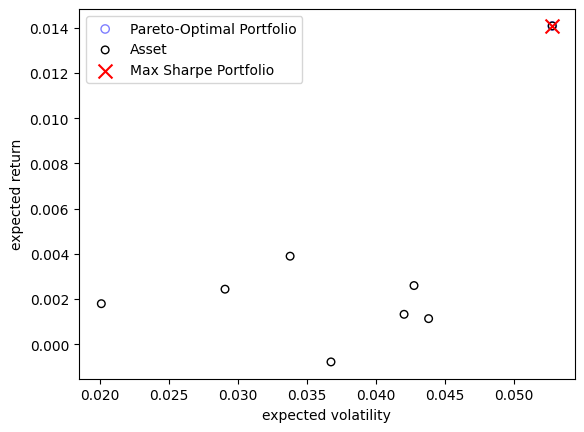 Pareto-Optimal Portfolio
Asset
Max Sharpe Portfolio
0.014
0.012
0.010
0.008
0.006
0.004
0.002
0.000
expected return
0.020 0.025 0.030 0.035 0.040 0.045 0.050
expected volatility